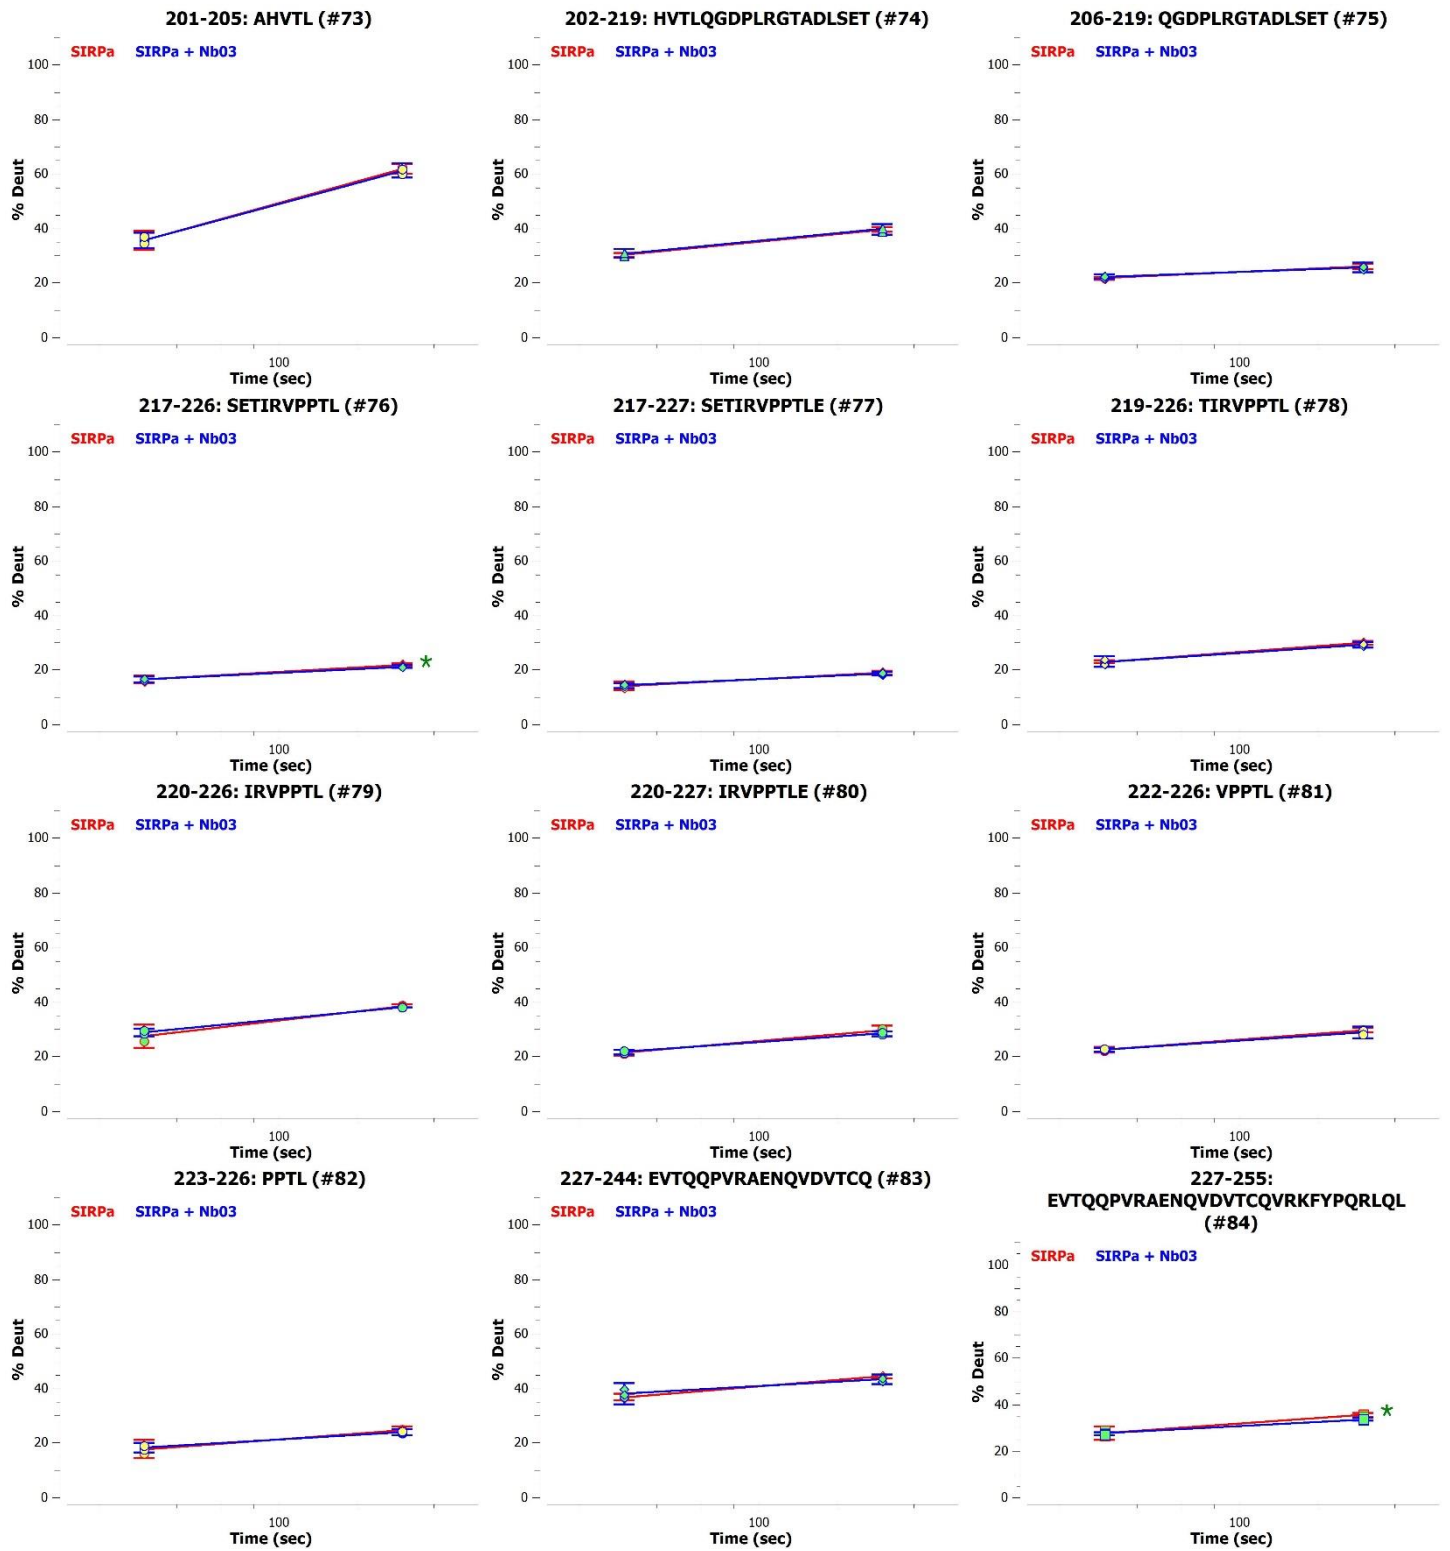 201-205: AHVTL (#73)
SIRPa SIRPa + Nb03
100
80
60
40
20
0
% Deut
100
Time (sec)
202-219: HVTLQGDPLRGTADLSET (#74)
SIRPa SIRPa + Nb03
100
80
60
40
20
0
% Deut
100
Time (sec)
206-219: QGDPLRGTADLSET (#75)
SIRPa SIRPa + Nb03
100
80
60
40
20
0
% Deut
100
Time (sec)
217-226: SETIRVPPTL (#76)
SIRPa SIRPa + Nb03
100
80
60
40
20
0
% Deut
*
100
Time (sec)
217-227: SETIRVPPTLE (#77)
SIRPa SIRPa + Nb03
100
80
60
40
20
0
% Deut
100
Time (sec)
219-226: TIRVPPTL (#78)
SIRPa SIRPa + Nb03
100
80
60
40
20
0
% Deut
100
Time (sec)
220-226: IRVPPTL (#79)
SIRPa SIRPa + Nb03
100
80
60
40
20
0
% Deut
100
Time (sec)
220-227: IRVPPTLE (#80)
SIRPa SIRPa + Nb03
100
80
60
40
20
0
% Deut
100
Time (sec)
222-226: VPPTL (#81)
SIRPa SIRPa + Nb03
100
80
60
40
20
0
% Deut
100
Time (sec)
223-226: PPTL (#82)
SIRPa SIRPa + Nb03
100
80
60
40
20
0
% Deut
100
Time (sec)
227-244: EVTQQPVRAENQVDVTCQ (#83)
SIRPa SIRPa + Nb03
100
80
60
40
20
0
% Deut
100
Time (sec)
227-255:
EVTQQPVRAENQVDVTCQVRKFYPQRLQL
(#84)
SIRPa SIRPa + Nb03
100
80
60
40
20
0
% Deut
*
100
Time (sec)